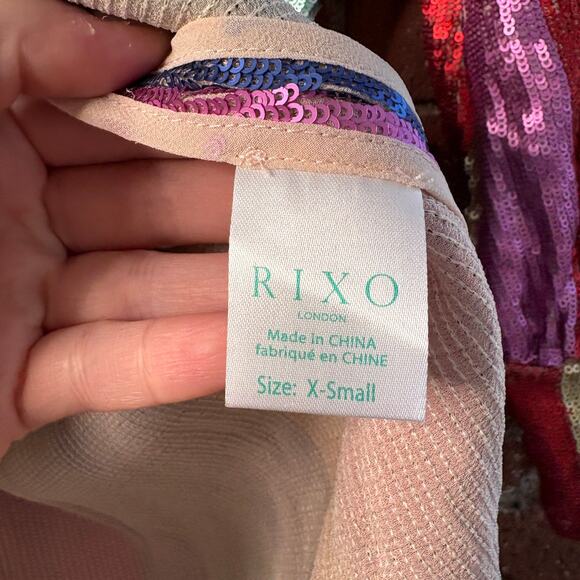 RIXO
LONDON
Made in CHINA
fabriqué en CHINE
Size: X-Small